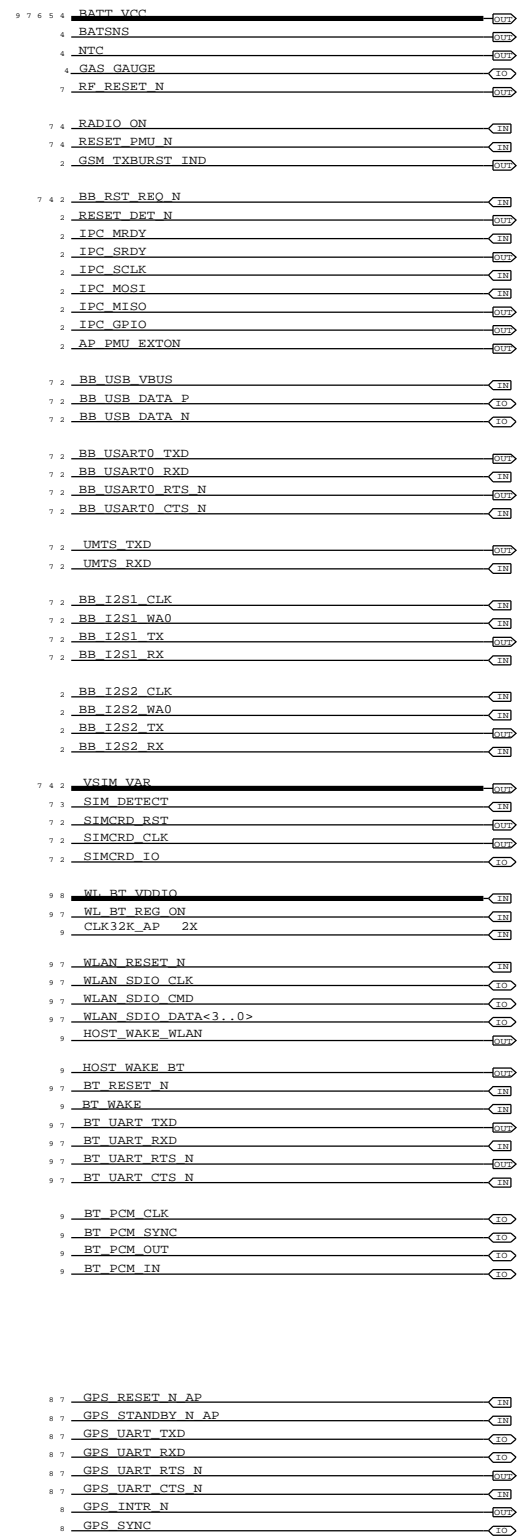 9 7 6 5 4 BATT_VCC OUT
4 BATSNS OUT
4 NTC OUT
4 GAS_GAUGE IO
7 RF_RESET_N OUT
7 4 RADIO_ON IN
7 4 RESET_PMU_N IN
2 GSM_TXBURST_IND OUT
7 4 2 BB_RST_REQ_N IN
2 RESET_DET_N OUT
2 IPC_MRDY IN
2 IPC_SRDY OUT
2 IPC_SCLK IN
2 IPC_MOSI IN
2 IPC_MISO OUT
2 IPC_GPIO OUT
2 AP_PMU_EXTON OUT
7 2 BB_USB_VBUS IN
7 2 BB_USB_DATA_P IO
7 2 BB_USB_DATA_N IO
7 2 BB_USART0_TXD OUT
7 2 BB_USART0_RXD IN
7 2 BB_USART0_RTS_N OUT
7 2 BB_USART0_CTS_N IN
7 2 UMTS_TXD OUT
7 2 UMTS_RXD IN
7 2 BB_I2S1_CLK IN
7 2 BB_I2S1_WA0 IN
7 2 BB_I2S1_TX OUT
7 2 BB_I2S1_RX IN
2 BB_I2S2_CLK IN
2 BB_I2S2_WA0 IN
2 BB_I2S2_TX OUT
2 BB_I2S2_RX IN
7 4 2 VSIM_VAR OUT
7 3 SIM_DETECT IN
7 2 SIMCRD_RST OUT
7 2 SIMCRD_CLK OUT
7 2 SIMCRD_IO IO
9 8 WL_BT_VDDIO IN
9 7 WL_BT_REG_ON IN
9 CLK32K_AP 2X IN
9 7 WLAN_RESET_N IN
9 7 WLAN_SDIO_CLK IO
9 7 WLAN_SDIO_CMD IO
9 7 WLAN_SDIO_DATA<3..0> IO
9 HOST_WAKE_WLAN OUT
9 HOST_WAKE_BT OUT
9 7 BT_RESET_N IN
9 BT_WAKE IN
9 7 BT_UART_TXD OUT
9 7 BT_UART_RXD IN
9 7 BT_UART_RTS_N OUT
9 7 BT_UART_CTS_N IN
9 BT_PCM_CLK IO
9 BT_PCM_SYNC IO
9 BT_PCM_OUT IO
9 BT_PCM_IN IO
8 7 GPS_RESET_N_AP IN
8 7 GPS_STANDBY_N_AP IN
8 7 GPS_UART_TXD IO
8 7 GPS_UART_RXD IO
8 7 GPS_UART_RTS_N OUT
8 7 GPS_UART_CTS_N IN
8 GPS_INTR_N OUT
8 GPS_SYNC IO